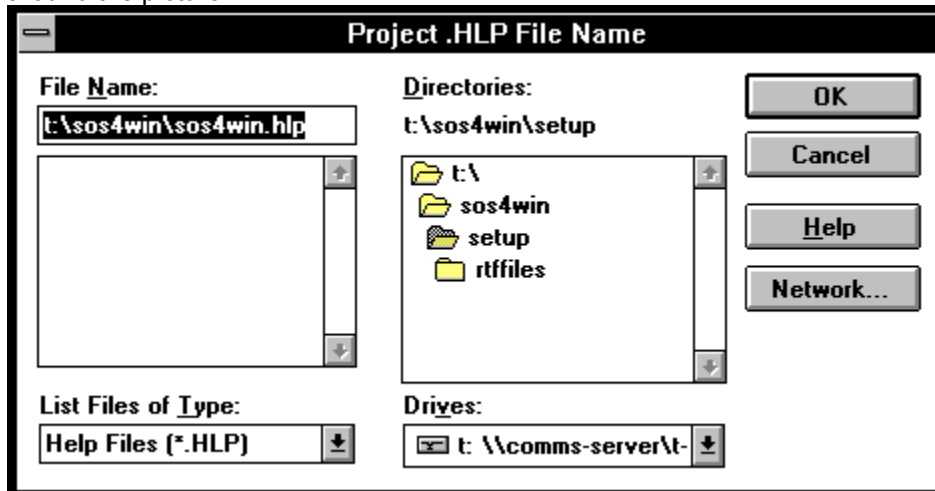 Project .HLP File Name
File Name:
t:\sos4win\sos4win.hlp
Directories:
t:\sos4win\setup
t:\
sos4win
setup
rtffiles
OK
Cancel
Help
Network...
List Files of Type:
Help Files (*.HLP)
Drives:
t: \\comms-server\t-